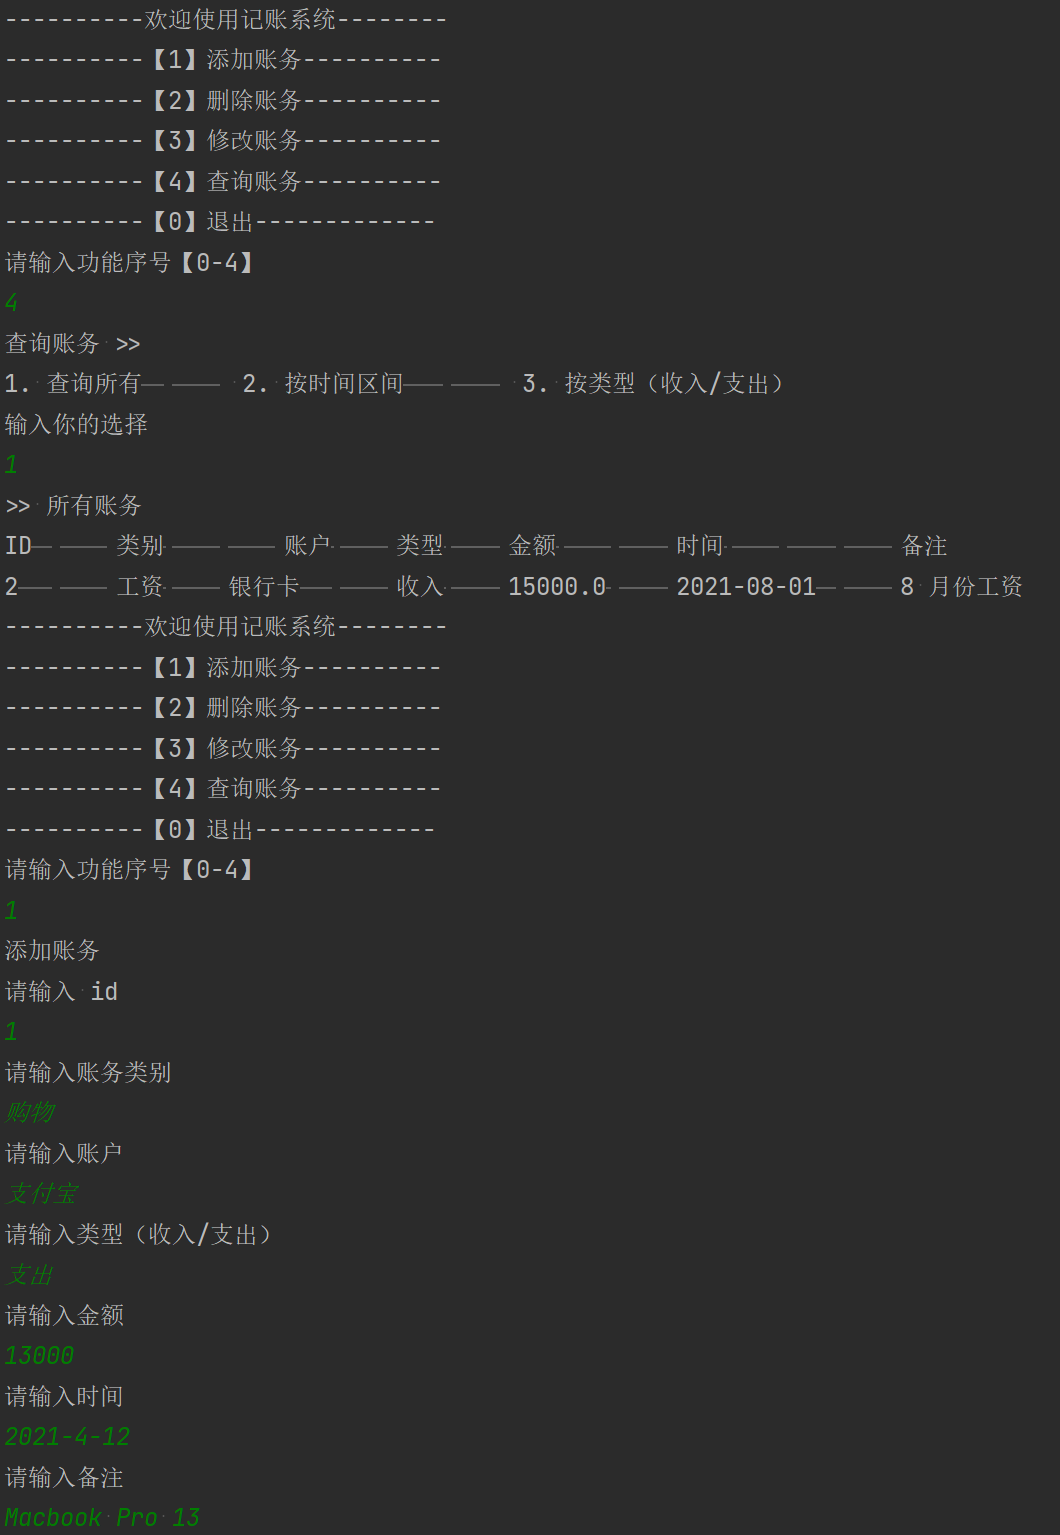 ----------欢迎使用记账系统--------
----------【1】添加账务----------
----------【2】删除账务----------
----------【3】修改账务----------
----------【4】查询账务----------
----------【0】退出-------------
请输入功能序号【0-4】
4
查询账务 >>
1. 查询所有 2. 按时间区间 3. 按类型（收入/支出）
输入你的选择
1
>> 所有账务
ID 类别 账户 类型 金额 时间 备注
2 工资 银行卡 收入 15000.0 2021-08-01 8 月份工资
----------欢迎使用记账系统--------
----------【1】添加账务----------
----------【2】删除账务----------
----------【3】修改账务----------
----------【4】查询账务----------
----------【0】退出-------------
请输入功能序号【0-4】
1
添加账务
请输入 id
1
请输入账务类别
购物
请输入账户
支付宝
请输入类型（收入/支出）
支出
请输入金额
13000
请输入时间
2021-4-12
请输入备注
Macbook Pro 13